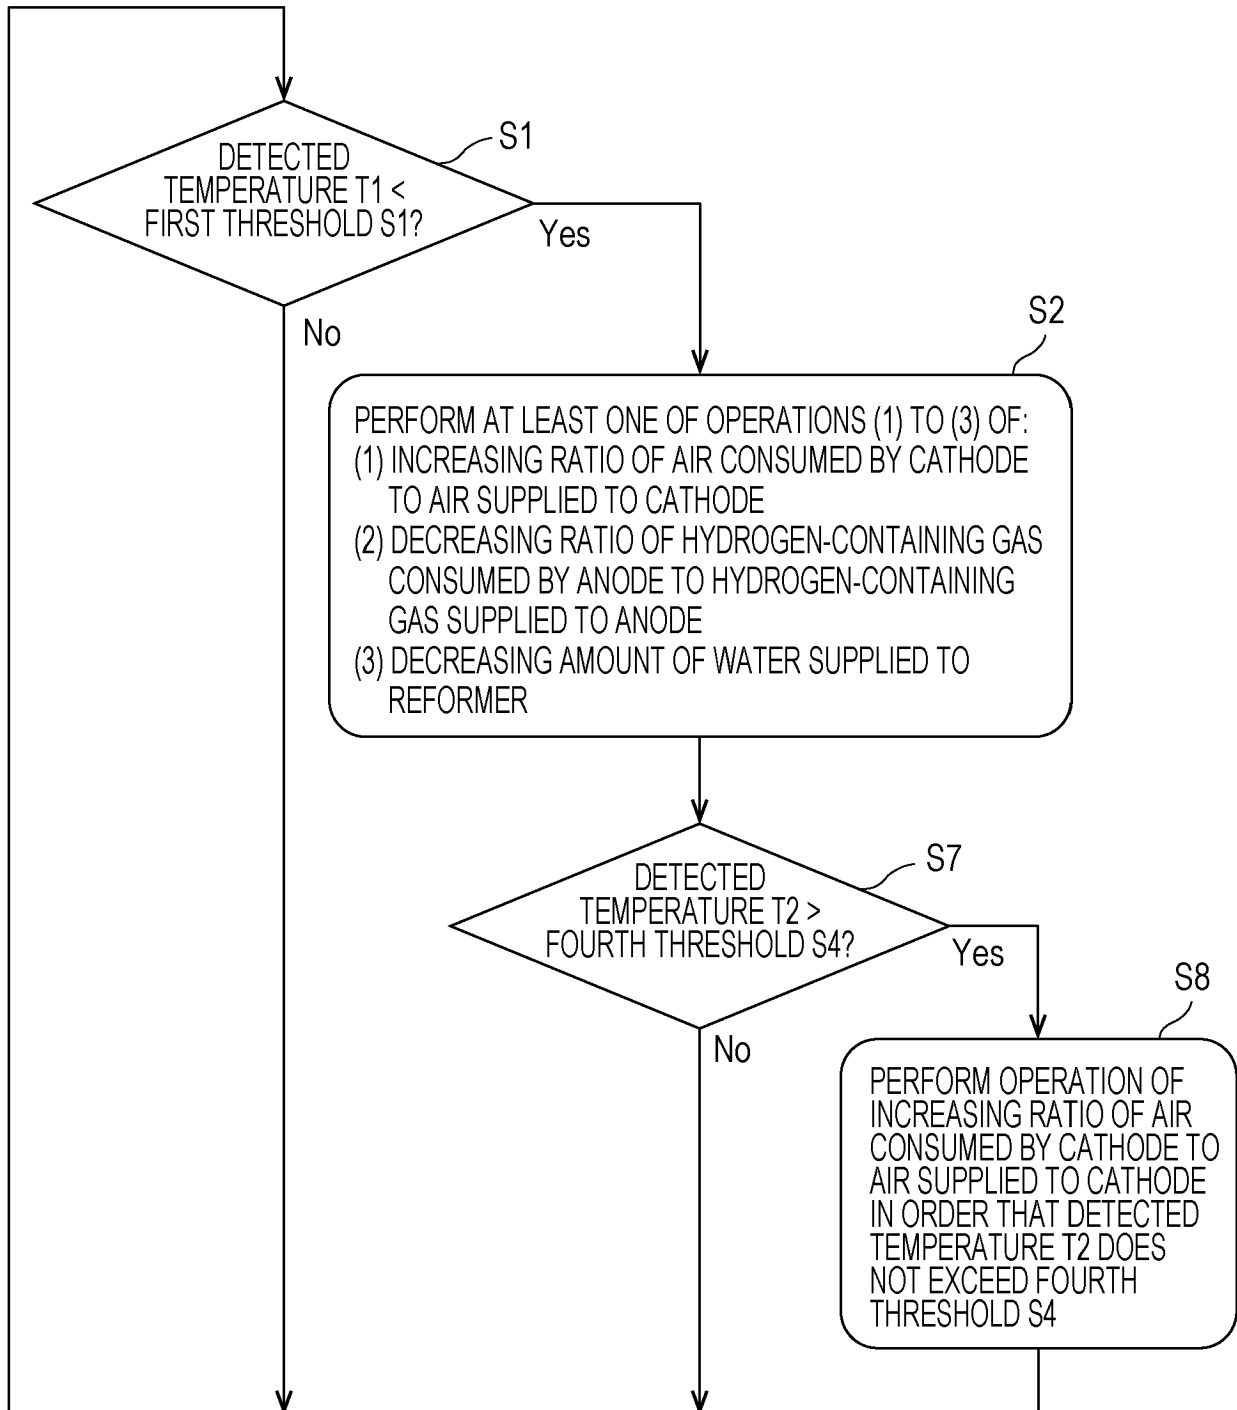 S1
DETECTED
TEMPERATURE T1 <
FIRST THRESHOLD S1?
Yes
No
S2
PERFORM AT LEAST ONE OF OPERATIONS (1) TO (3) OF:
(1) INCREASING RATIO OF AIR CONSUMED BY CATHODE
TO AIR SUPPLIED TO CATHODE
(2) DECREASING RATIO OF HYDROGEN-CONTAINING GAS
CONSUMED BY ANODE TO HYDROGEN-CONTAINING
GAS SUPPLIED TO ANODE
(3) DECREASING AMOUNT OF WATER SUPPLIED TO
REFORMER
S7
DETECTED
TEMPERATURE T2 >
FOURTH THRESHOLD S4?
Yes
No
S8
PERFORM OPERATION OF
INCREASING RATIO OF AIR
CONSUMED BY CATHODE TO
AIR SUPPLIED TO CATHODE
IN ORDER THAT DETECTED
TEMPERATURE T2 DOES
NOT EXCEED FOURTH
THRESHOLD S4